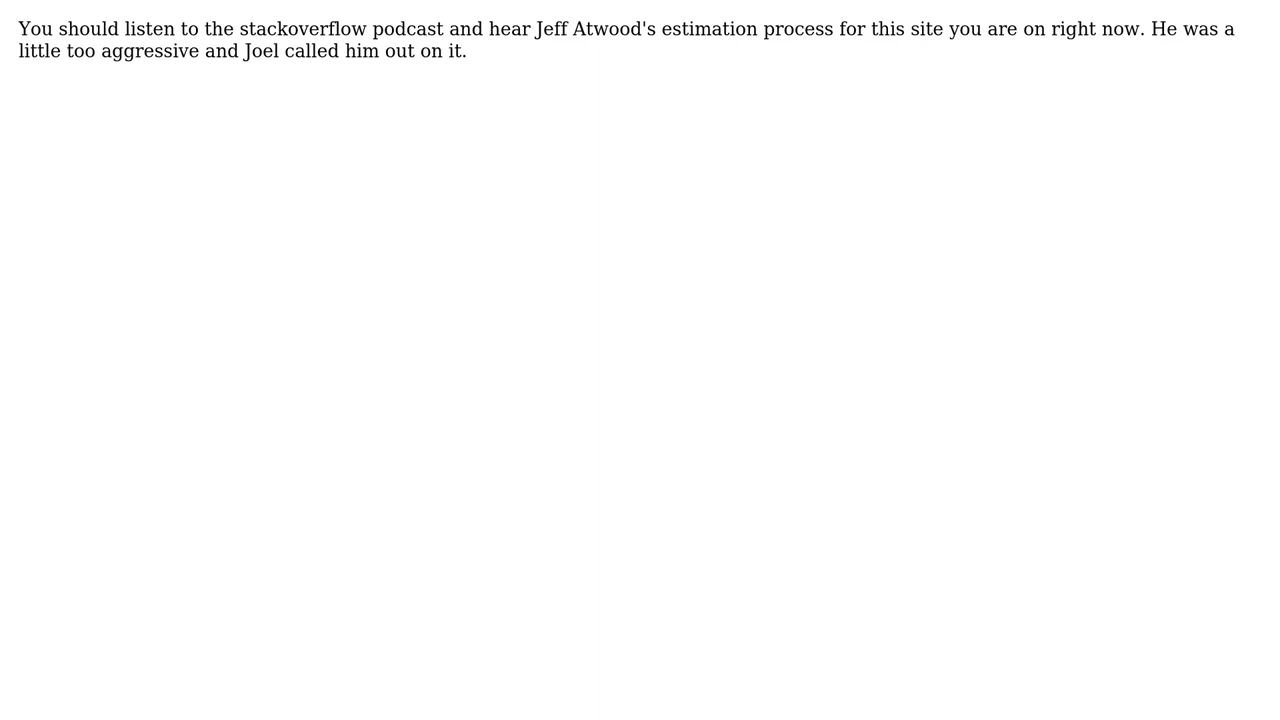 You should listen to the stackoverflow podcast and hear Jeff Atwood's estimation process for this site you are on right now. He was a
little too aggressive and Joel called him out on it.